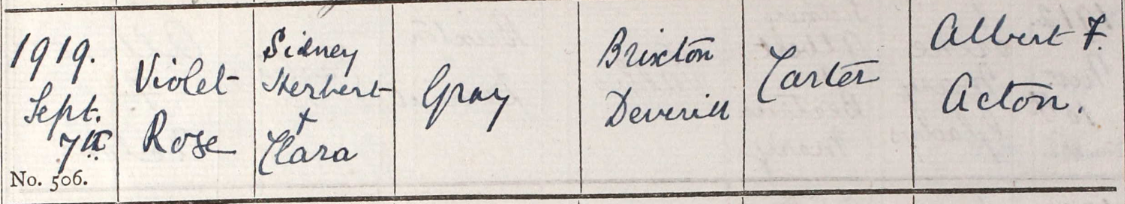 1919.
Sept.
7th
No. 506.
Violet
Rose
Sidney
Herbert
+
Clara
Gray
Brixton
Deverill
Carter
Albert F.
Acton.